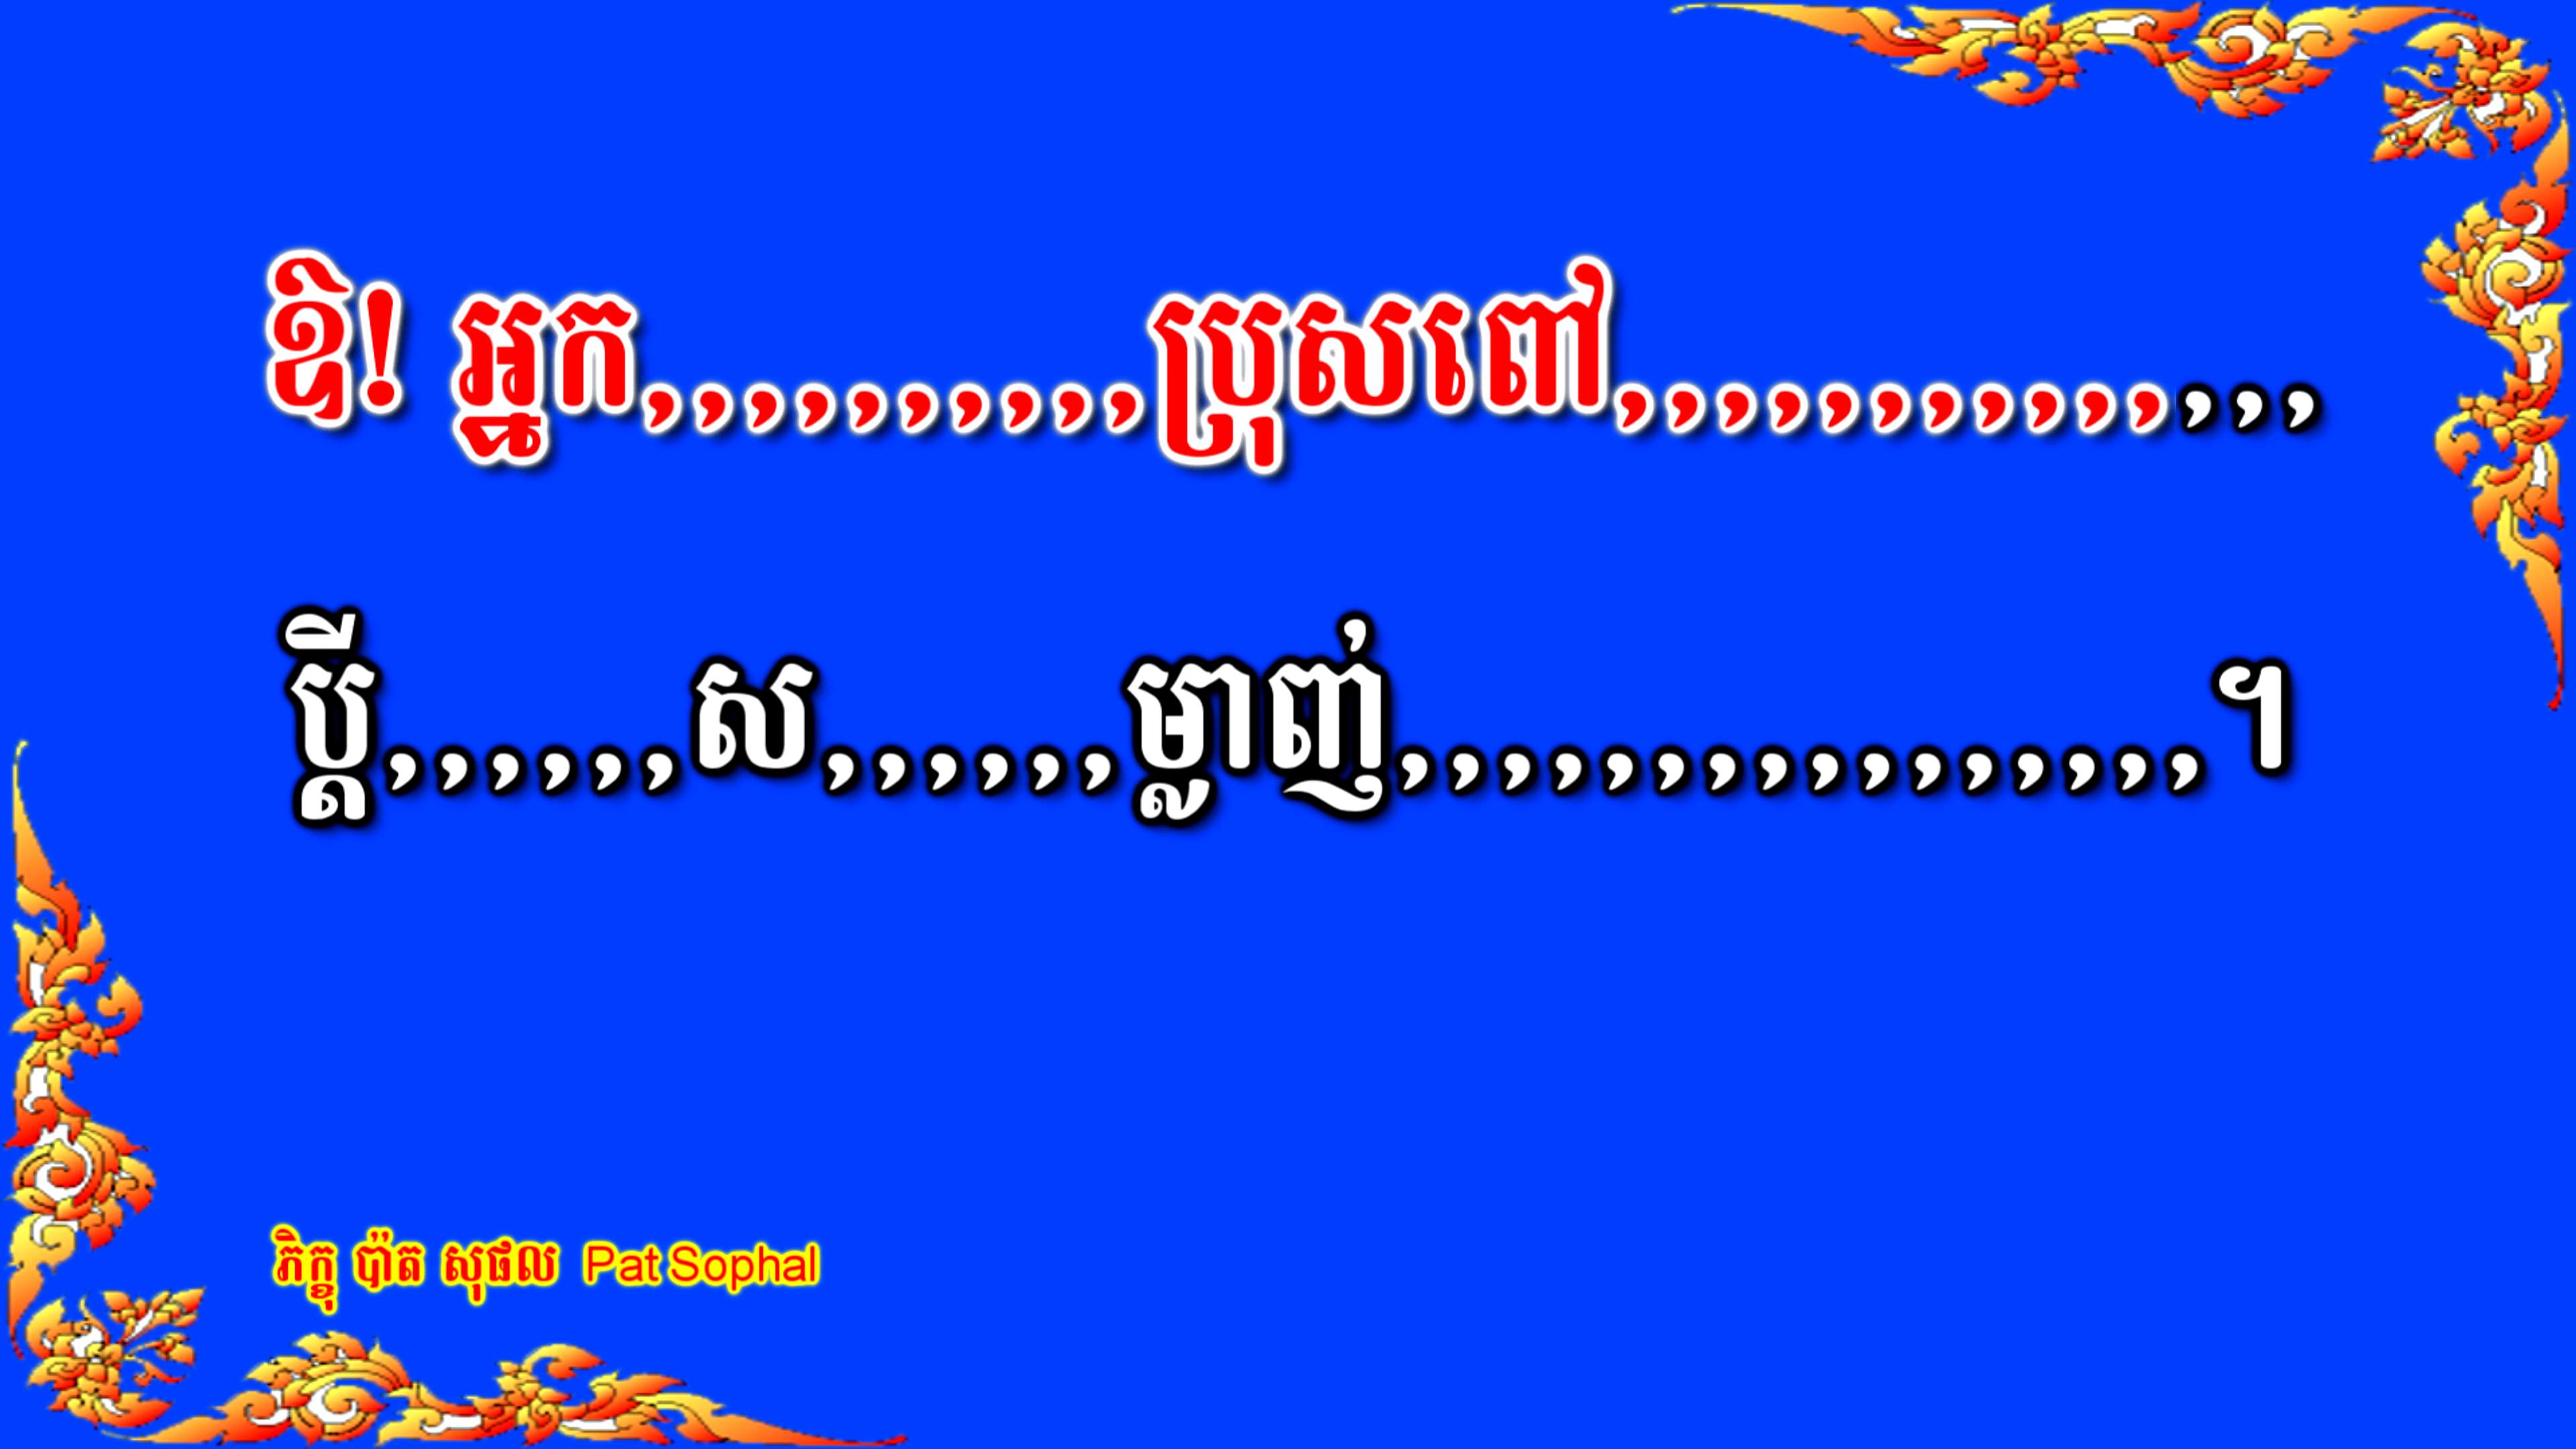 ឱ! អ្នក,,,,,,,,,,ប្រុសពៅ,,,,,,,,,,,,,,
ប្ដី,,,,,,ស,,,,,,ម្លាញ់,,,,,,,,,,,,,,,,ៗ
ភិក្ខុ ប៉ាត សុផល Pat Sophal